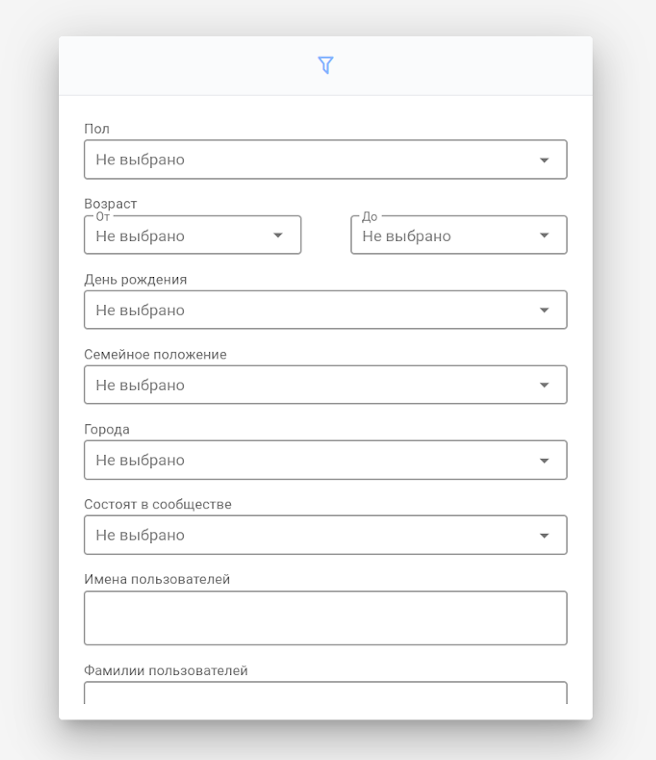 Пол
Не выбрано
Возраст
От
До
Не выбрано
Не выбрано
День рождения
Не выбрано
Семейное положение
Не выбрано
Города
Не выбрано
Состоят в сообществе
Не выбрано
Имена пользователей
Фамилии пользователей